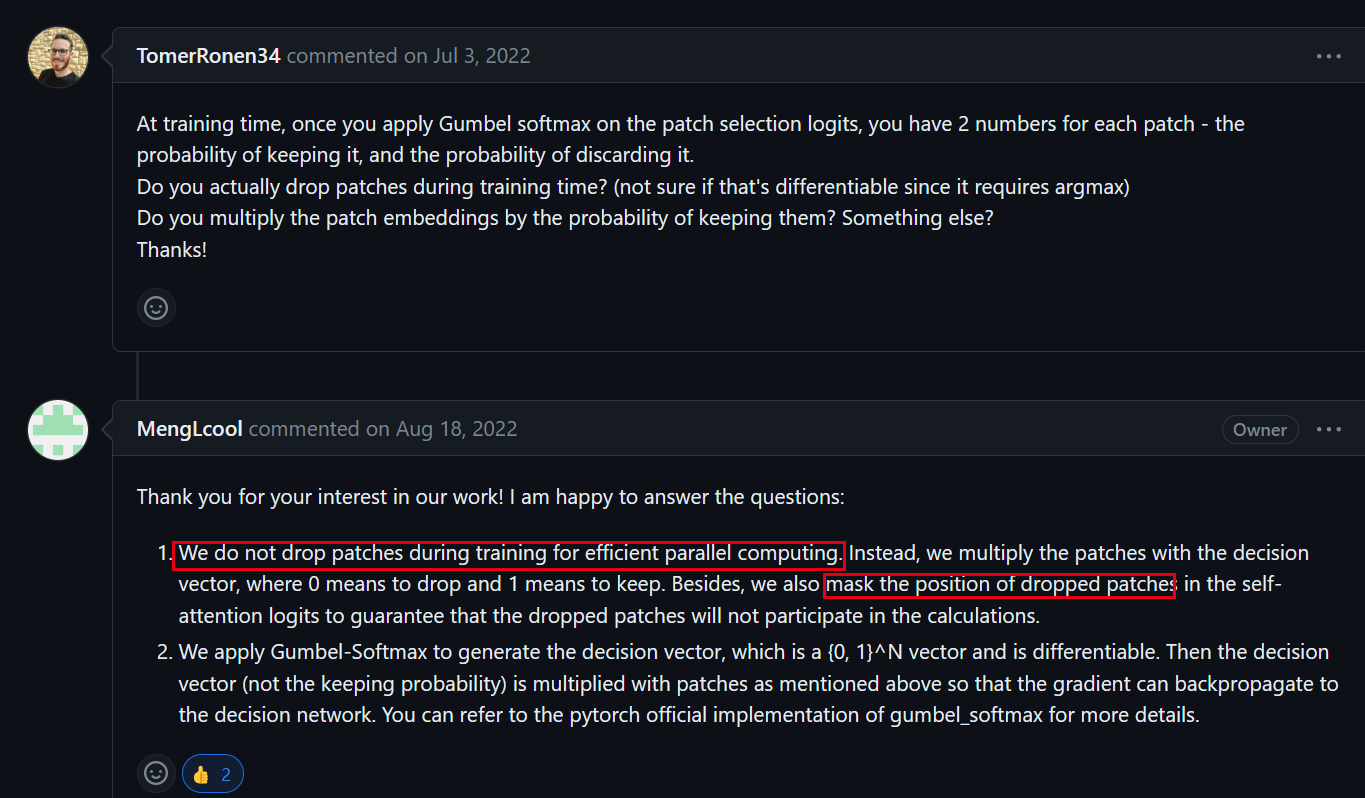 TomerRonen34 commented on Jul 3, 2022
At training time, once you apply Gumbel softmax on the patch selection logits, you have 2 numbers for each patch - the
probability of keeping it, and the probability of discarding it.
Do you actually drop patches during training time? (not sure if that's differentiable since it requires argmax)
Do you multiply the patch embeddings by the probability of keeping them? Something else?
Thanks!
MengLcool commented on Aug 18, 2022 Owner
Thank you for your interest in our work! I am happy to answer the questions:
1. We do not drop patches during training for efficient parallel computing. Instead, we multiply the patches with the decision
vector, where 0 means to drop and 1 means to keep. Besides, we also mask the position of dropped patches in the self-
attention logits to guarantee that the dropped patches will not participate in the calculations.
2. We apply Gumbel-Softmax to generate the decision vector, which is a {0, 1}^N vector and is differentiable. Then the decision
vector (not the keeping probability) is multiplied with patches as mentioned above so that the gradient can backpropagate to
the decision network. You can refer to the pytorch official implementation of gumbel_softmax for more details.
👍 2